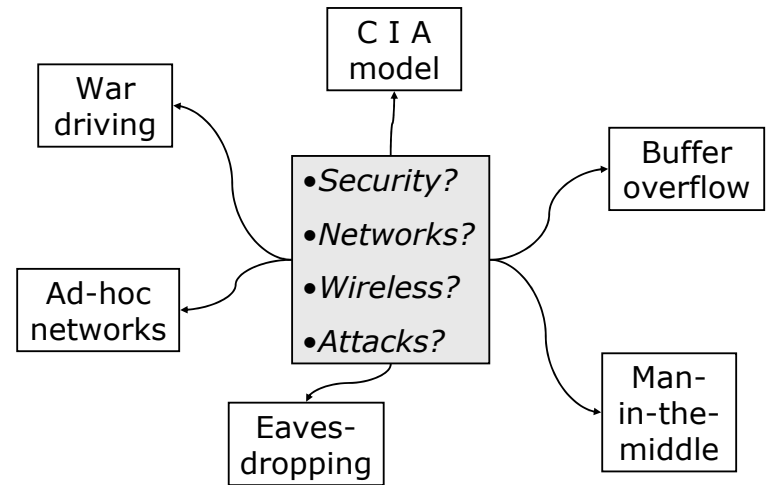 C I A
model
War
driving
Buffer
overflow
•Security?
•Networks?
•Wireless?
•Attacks?
Ad-hoc
networks
Man-
in-the-
middle
Eaves-
dropping